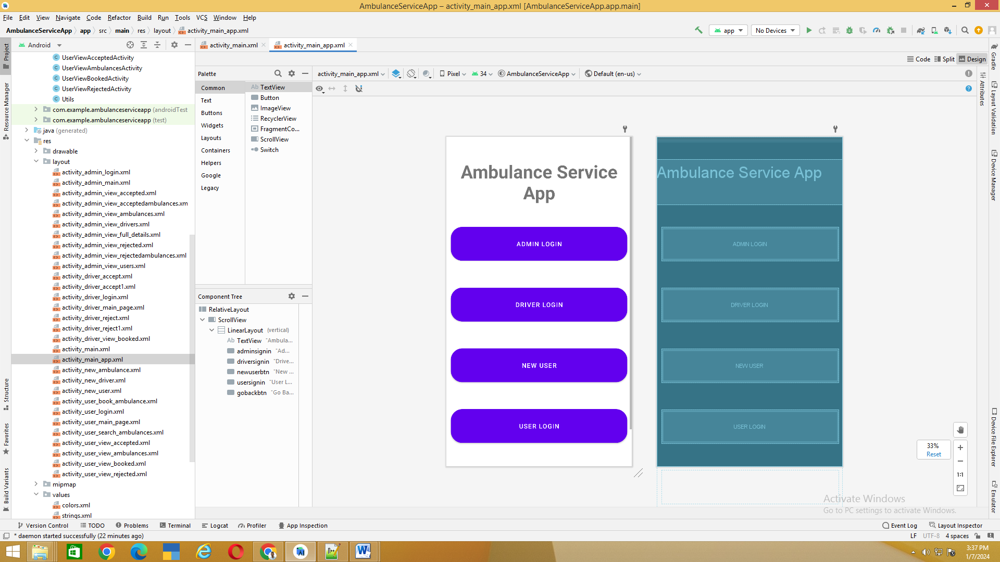 AmbulanceServiceApp – activity_main_app.xml [AmbulanceServiceApp.app.main]
File Edit View Navigate Code Refactor Build Run Tools VCS Window Help
AmbulanceServiceApp app src main res layout activity_main_app.xml
app No Devices
Project
Resource Manager
Structure
Favorites
Build Variants
Android
UserViewAcceptedActivity
UserViewAmbulancesActivity
UserViewBookedActivity
UserViewRejectedActivity
Utils
com.example.ambulanceserviceapp (androidTest
com.example.ambulanceserviceapp (test)
java (generated)
res
drawable
layout
activity_admin_login.xml
activity_admin_main.xml
activity_admin_view_accepted.xml
activity_admin_view_acceptedambulances.xm
activity_admin_view_ambulances.xml
activity_admin_view_drivers.xml
activity_admin_view_full_details.xml
activity_admin_view_rejected.xml
activity_admin_view_rejectedambulances.xml
activity_admin_view_users.xml
activity_driver_accept.xml
activity_driver_accept1.xml
activity_driver_login.xml
activity_driver_main_page.xml
activity_driver_reject.xml
activity_driver_reject1.xml
activity_driver_view_booked.xml
activity_main.xml
activity_main_app.xml
activity_new_ambulance.xml
activity_new_driver.xml
activity_new_user.xml
activity_user_book_ambulance.xml
activity_user_login.xml
activity_user_main_page.xml
activity_user_search_ambulances.xml
activity_user_view_accepted.xml
activity_user_view_ambulances.xml
activity_user_view_booked.xml
activity_user_view_rejected.xml
mipmap
values
colors.xml
strings.xml
activity_main.xml activity_main_app.xml
Code Split Design
Palette
Common
Text
Buttons
Widgets
Layouts
Containers
Helpers
Google
Legacy
Ab TextView
Button
ImageView
RecyclerView
FragmentCo...
ScrollView
Switch
Component Tree
RelativeLayout
ScrollView
LinearLayout (vertical)
Ab TextView "Ambula...
adminsignin "Ad...
driversignin "Drive...
newuserbtn "New ...
usersignin "User L...
gobackbtn "Go Ba...
activity_main_app.xml Pixel 34 AmbulanceServiceApp Default (en-us)
Ambulance Service
App
ADMIN LOGIN
DRIVER LOGIN
NEW USER
USER LOGIN
Ambulance Service App
ADMIN LOGIN
DRIVER LOGIN
NEW USER
USER LOGIN
33%
Reset
1:1
Activate Windows
Go to PC settings to activate Windows.
Attributes
Gradle
Layout Validation
Device Manager
Device File Explorer
Emulator
Version Control TODO Problems Terminal Logcat Profiler App Inspection Event Log Layout Inspector
* daemon started successfully (22 minutes ago) LF UTF-8 4 spaces
3:37 PM
1/7/2024